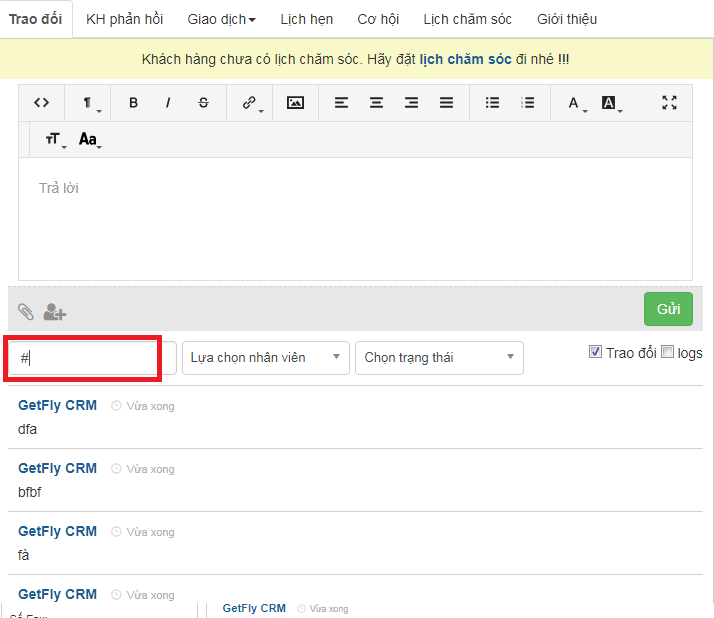 Trao đổi KH phản hồi Giao dịch Lịch hẹn Cơ hội Lịch chăm sóc Giới thiệu
Khách hàng chưa có lịch chăm sóc. Hãy đặt lịch chăm sóc đi nhé !!!
<> ¶ B I S A A
тT Aa
Trả lời
Gửi
# Lựa chọn nhân viên Chọn trạng thái Trao đổi logs
GetFly CRM Vừa xong
dfa
GetFly CRM Vừa xong
bfbf
GetFly CRM Vừa xong
fà
GetFly CRM Vừa xong
GetFly CRM Vừa xong